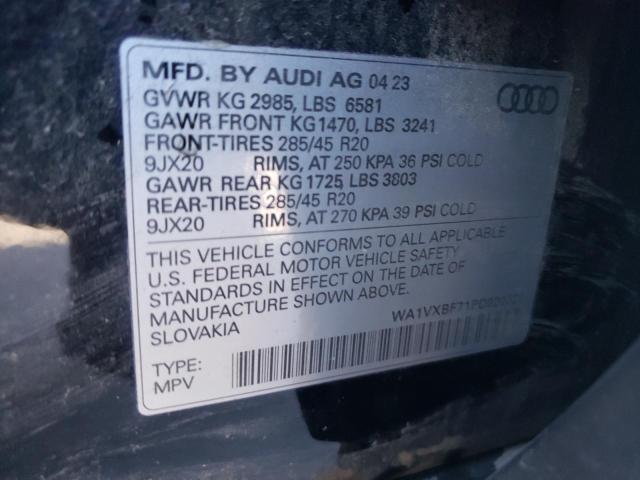 MFD. BY AUDI AG 04 23
GVWR KG 2985, LBS 6581
GAWR FRONT KG1470, LBS 3241
FRONT-TIRES 285/45 R20
9JX20 RIMS, AT 250 KPA 36 PSI COLD
GAWR REAR KG 1725, LBS 3803
REAR-TIRES 285/45 R20
9JX20 RIMS, AT 270 KPA 39 PSI COLD
THIS VEHICLE CONFORMS TO ALL APPLICABLE
U.S. FEDERAL MOTOR VEHICLE SAFETY
STANDARDS IN EFFECT ON THE DATE OF
MANUFACTURE SHOWN ABOVE.
SLOVAKIA
TYPE:
MPV